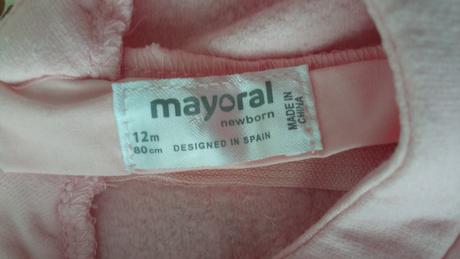 mayoral
newborn
12m
80cm DESIGNED IN SPAIN
MADE IN
CHINA